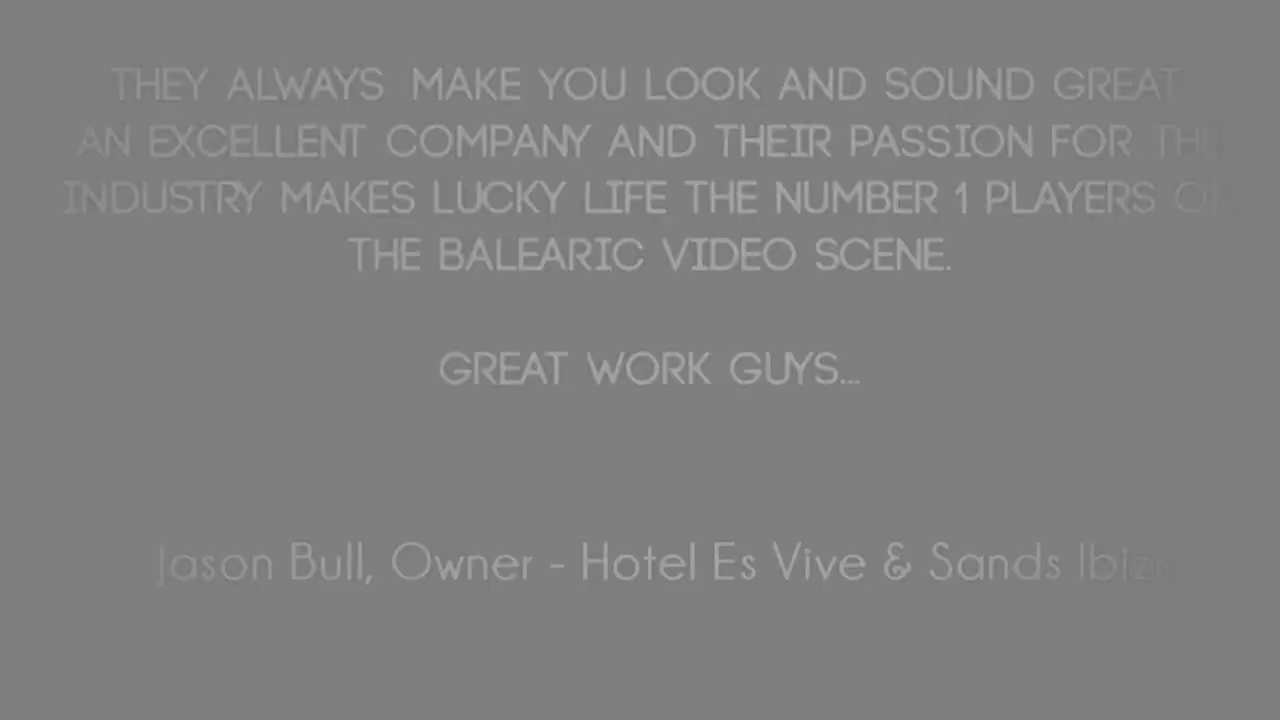 THEY ALWAYS MAKE YOU LOOK AND SOUND GREAT
AN EXCELLENT COMPANY AND THEIR PASSION FOR THE
INDUSTRY MAKES LUCKY LIFE THE NUMBER 1 PLAYERS OF
THE BALEARIC VIDEO SCENE.
GREAT WORK GUYS...
Jason Bull, Owner - Hotel Es Vive & Sands Ibiza